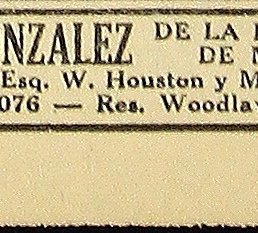 NZALEZ DE LA
DE
Esq. W. Houston y M
076 — Res. Woodla